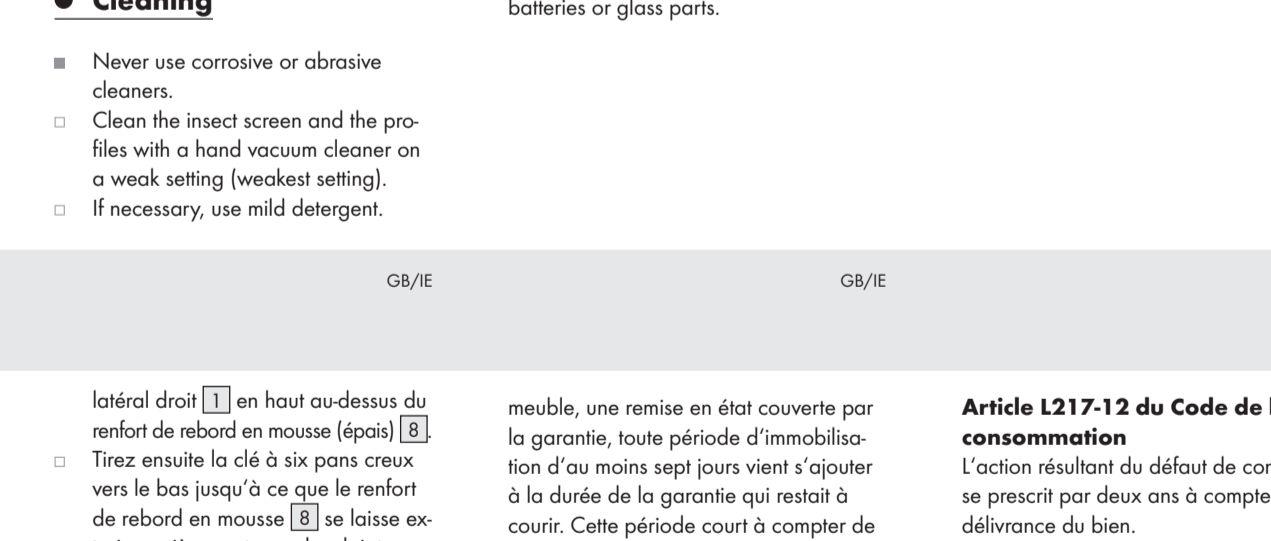 Cleaning
Never use corrosive or abrasive
cleaners.
Clean the insect screen and the pro-
files with a hand vacuum cleaner on
a weak setting (weakest setting).
If necessary, use mild detergent.
batteries or glass parts.
GB/IE
GB/IE
latéral droit 1 en haut au-dessus du
renfort de rebord en mousse (épais) 8.
Tirez ensuite la clé à six pans creux
vers le bas jusqu‘à ce que le renfort
de rebord en mousse 8 se laisse ex-
meuble, une remise en état couverte par
la garantie, toute période d‘immobilisa-
tion d‘au moins sept jours vient s‘ajouter
à la durée de la garantie qui restait à
courir. Cette période court à compter de
Article L217-12 du Code de
consommation
L‘action résultant du défaut de
se prescrit par deux ans à
délivrance du bien.